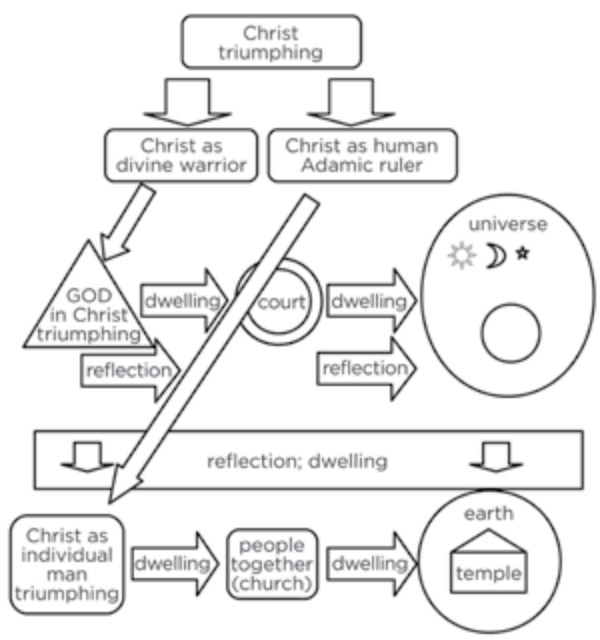 Christ
triumphing
Christ as
divine warrior
Christ as human
Adamic ruler
universe
GOD
in Christ
triumphing
dwelling
court
dwelling
reflection
reflection
reflection; dwelling
Christ as
individual
man
triumphing
dwelling
people
together
(church)
dwelling
earth
temple